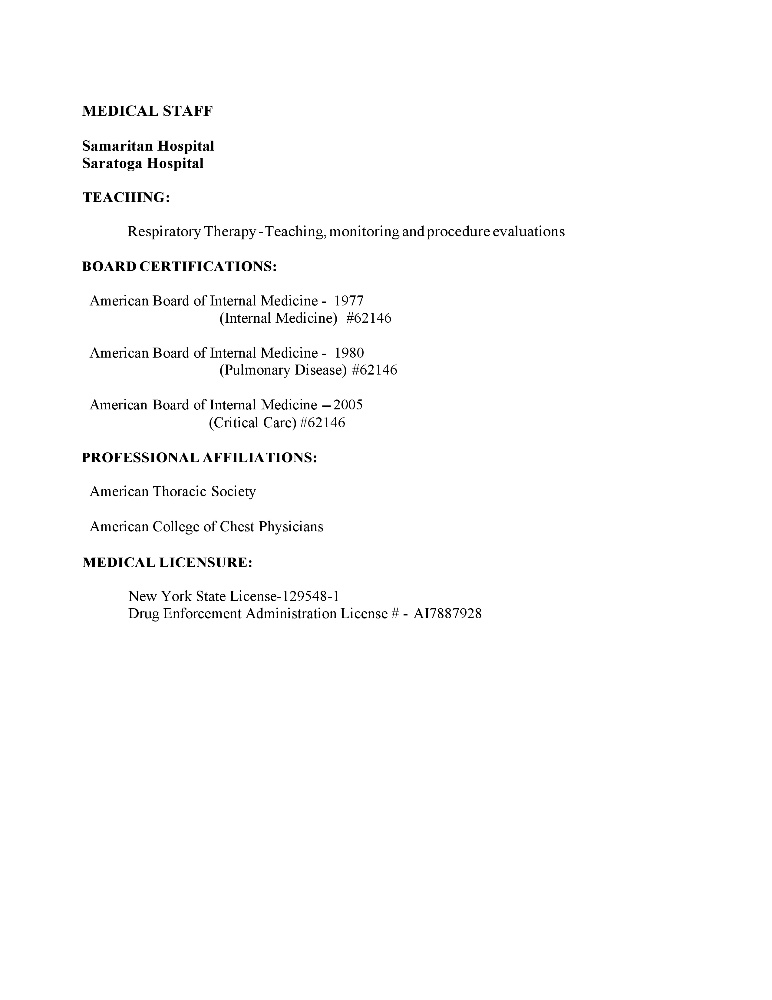 MEDICAL STAFF
Samaritan Hospital
Saratoga Hospital
TEACHING:
Respiratory Therapy - Teaching, monitoring and procedure evaluations
BOARD CERTIFICATIONS:
American Board of Internal Medicine - 1977
(Internal Medicine) #62146
American Board of Internal Medicine - 1980
(Pulmonary Disease) #62146
American Board of Internal Medicine – 2005
(Critical Care) #62146
PROFESSIONAL AFFILIATIONS:
American Thoracic Society
American College of Chest Physicians
MEDICAL LICENSURE:
New York State License-129548-1
Drug Enforcement Administration License # - AI7887928